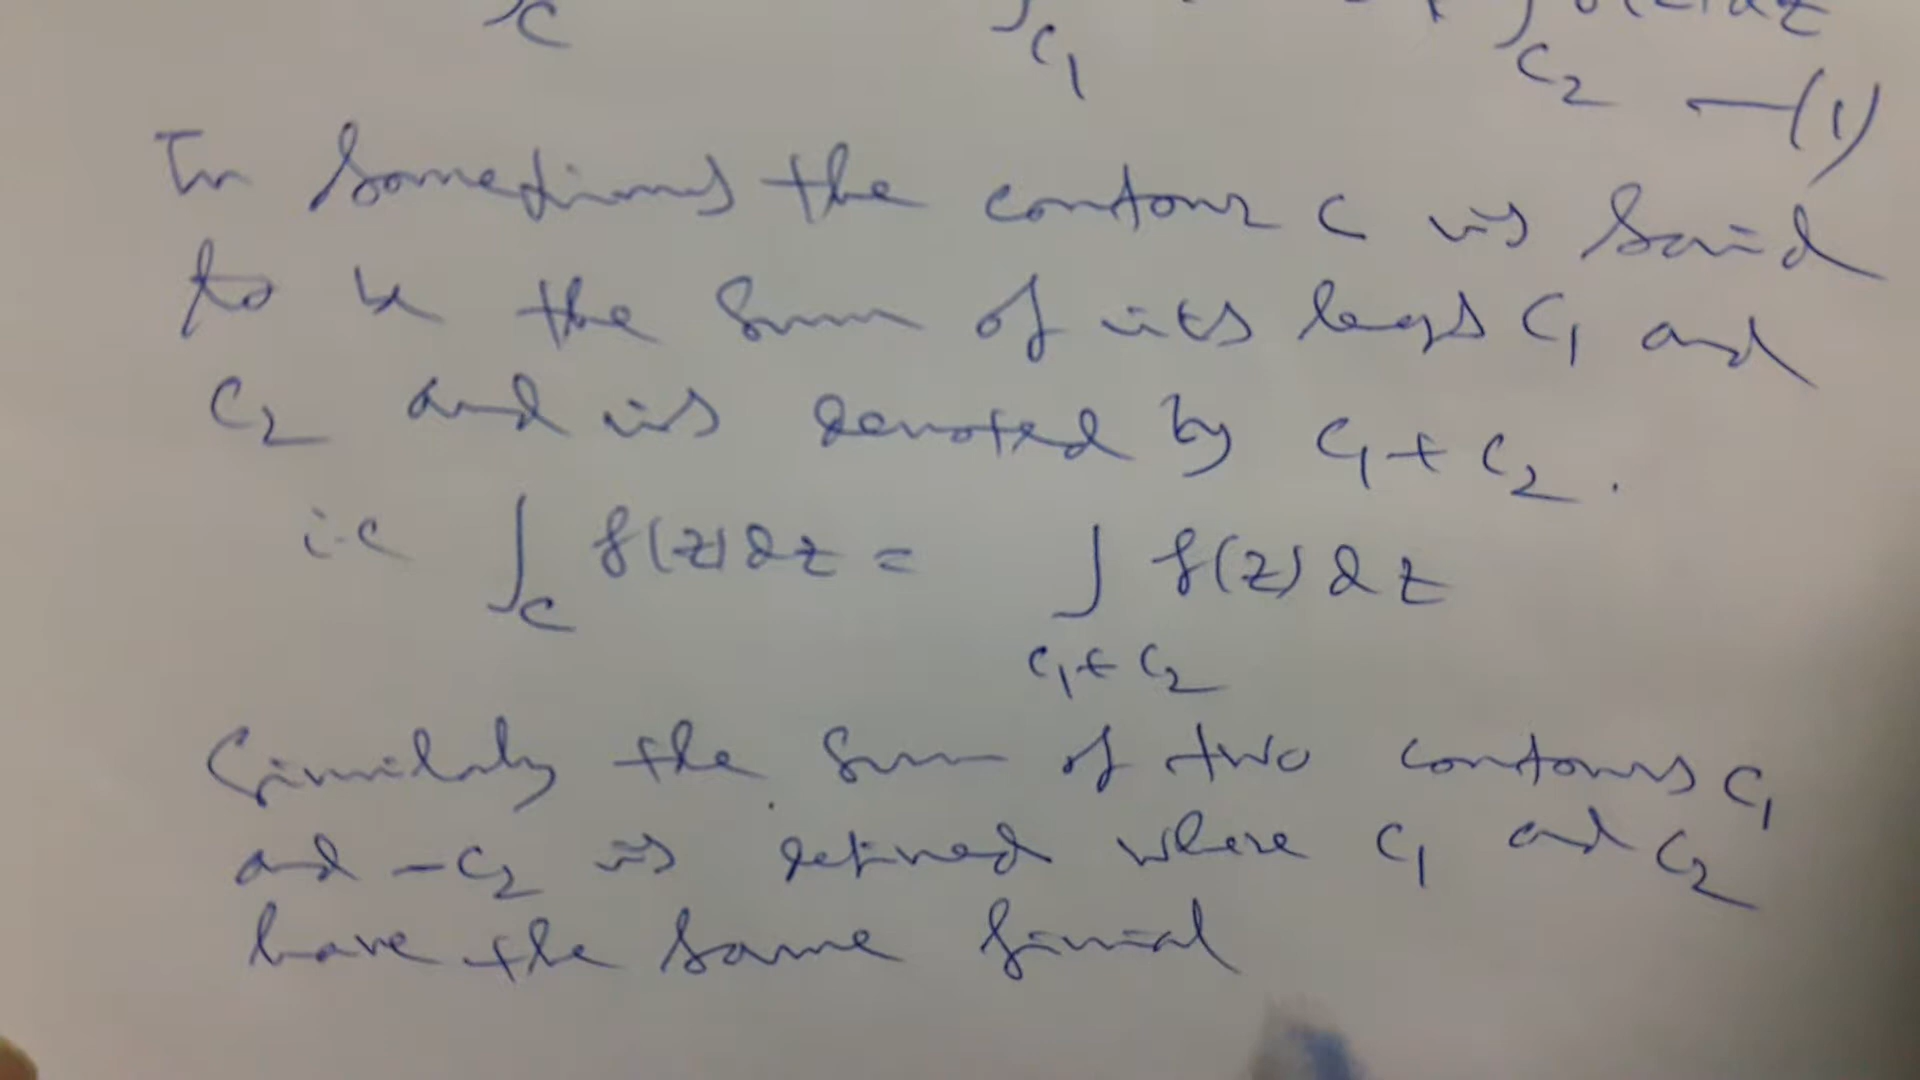 C C1 C2 —(1)
In Sometimes the contour C is said
to be the Sum of its legs C1 and
C2 and is denoted by C1 + C2.
i.e ∫C f(z)dz = ∫ f(z)dz
C1+C2
Similarly the Sum of two contours C1
and -C2 is defined where C1 and C2
have the same finial